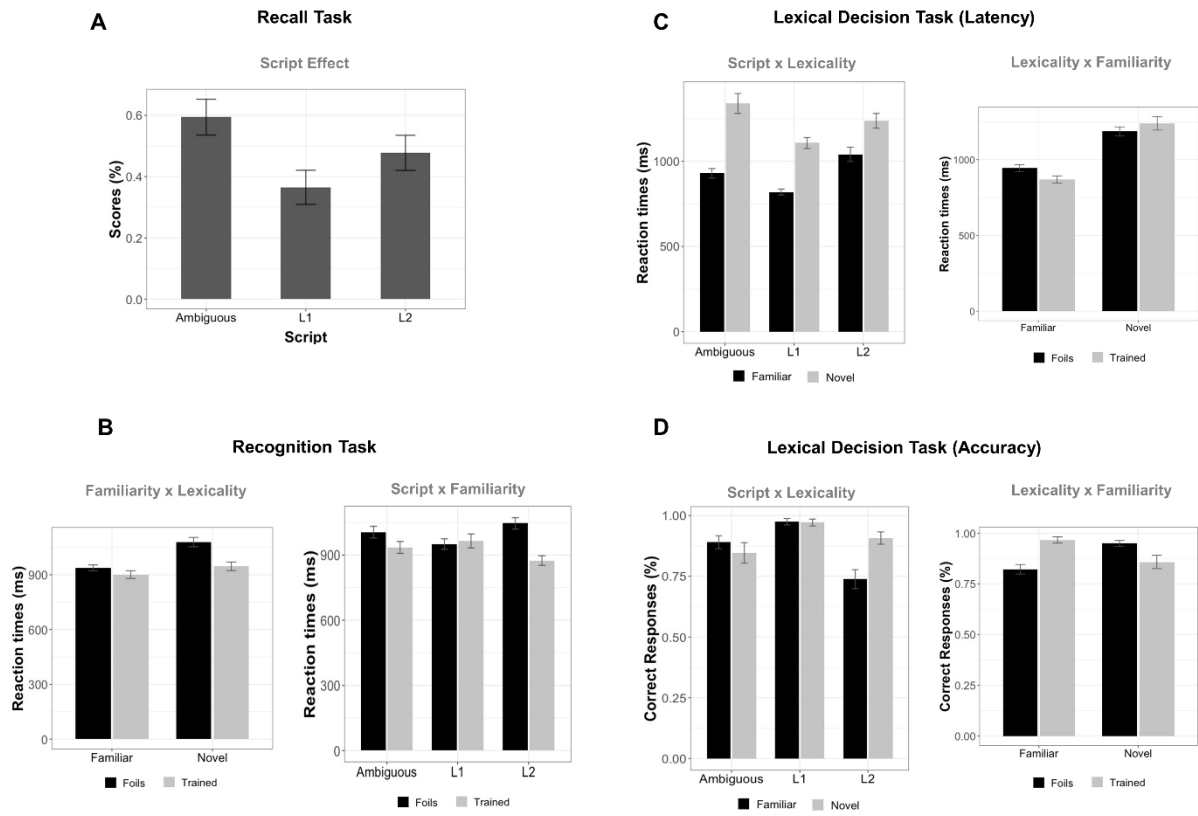 A
Recall Task
Script Effect
Scores (%)
0.6
0.4
0.2
0.0
Ambiguous L1 L2
Script
B
Recognition Task
Familiarity x Lexicality
Reaction times (ms)
900
600
300
0
Familiar Novel
Foils Trained
Script x Familiarity
Reaction times (ms)
900
600
300
0
Ambiguous L1 L2
Foils Trained
C
Lexical Decision Task (Latency)
Script x Lexicality
Reaction times (ms)
1000
500
0
Ambiguous L1 L2
Familiar Novel
Lexicality x Familiarity
Reaction times (ms)
1000
500
0
Familiar Novel
Foils Trained
D
Lexical Decision Task (Accuracy)
Script x Lexicality
Correct Responses (%)
1.00
0.75
0.50
0.25
0.00
Ambiguous L1 L2
Familiar Novel
Lexicality x Familiarity
Correct Responses (%)
1.00
0.75
0.50
0.25
0.00
Familiar Novel
Foils Trained